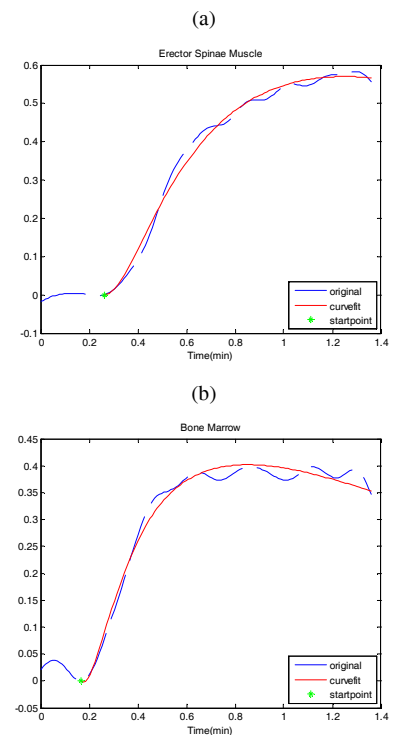 (a)
Erector Spinae Muscle
0.6
0.5
0.4
0.3
0.2
0.1
0
-0.1
0 0.2 0.4 0.6 0.8 1 1.2 1.4
Time(min)
original
curvefit
startpoint
(b)
Bone Marrow
0.45
0.4
0.35
0.3
0.25
0.2
0.15
0.1
0.05
0
-0.05
0 0.2 0.4 0.6 0.8 1 1.2 1.4
Time(min)
original
curvefit
startpoint